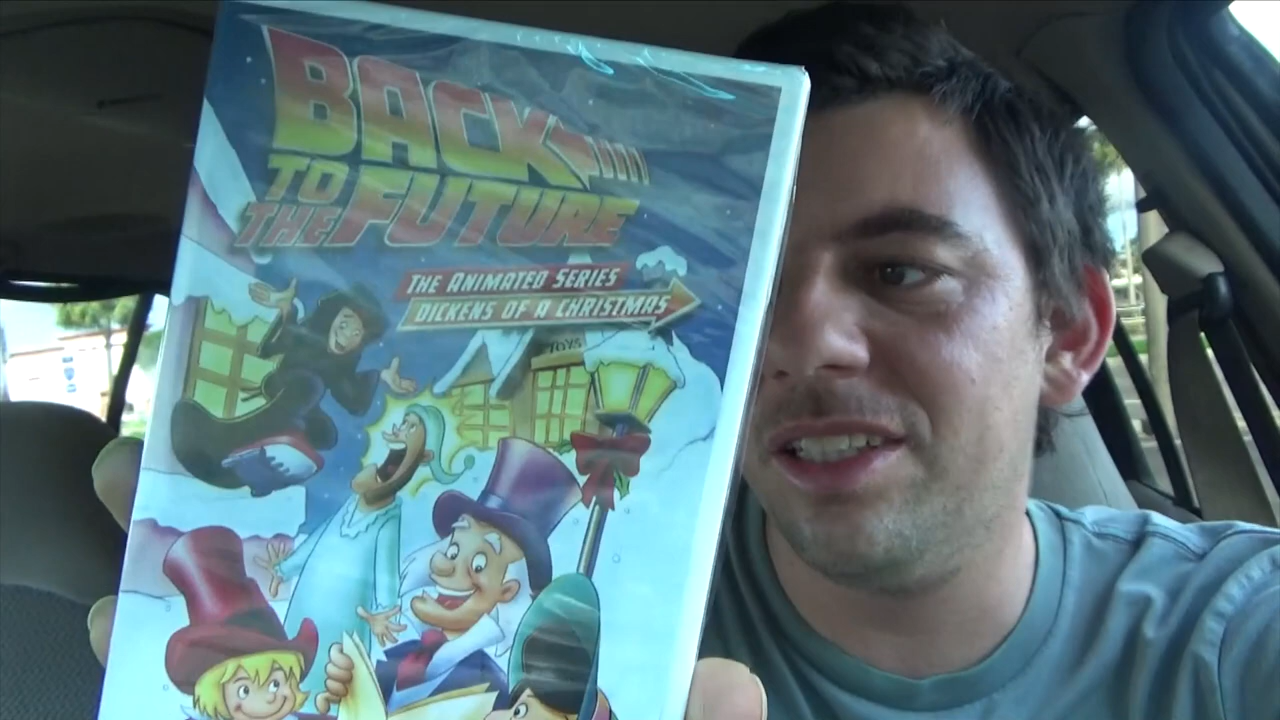 BACK
TO
THE FUTURE
THE ANIMATED SERIES
DICKENS OF A CHRISTMAS
TOYS